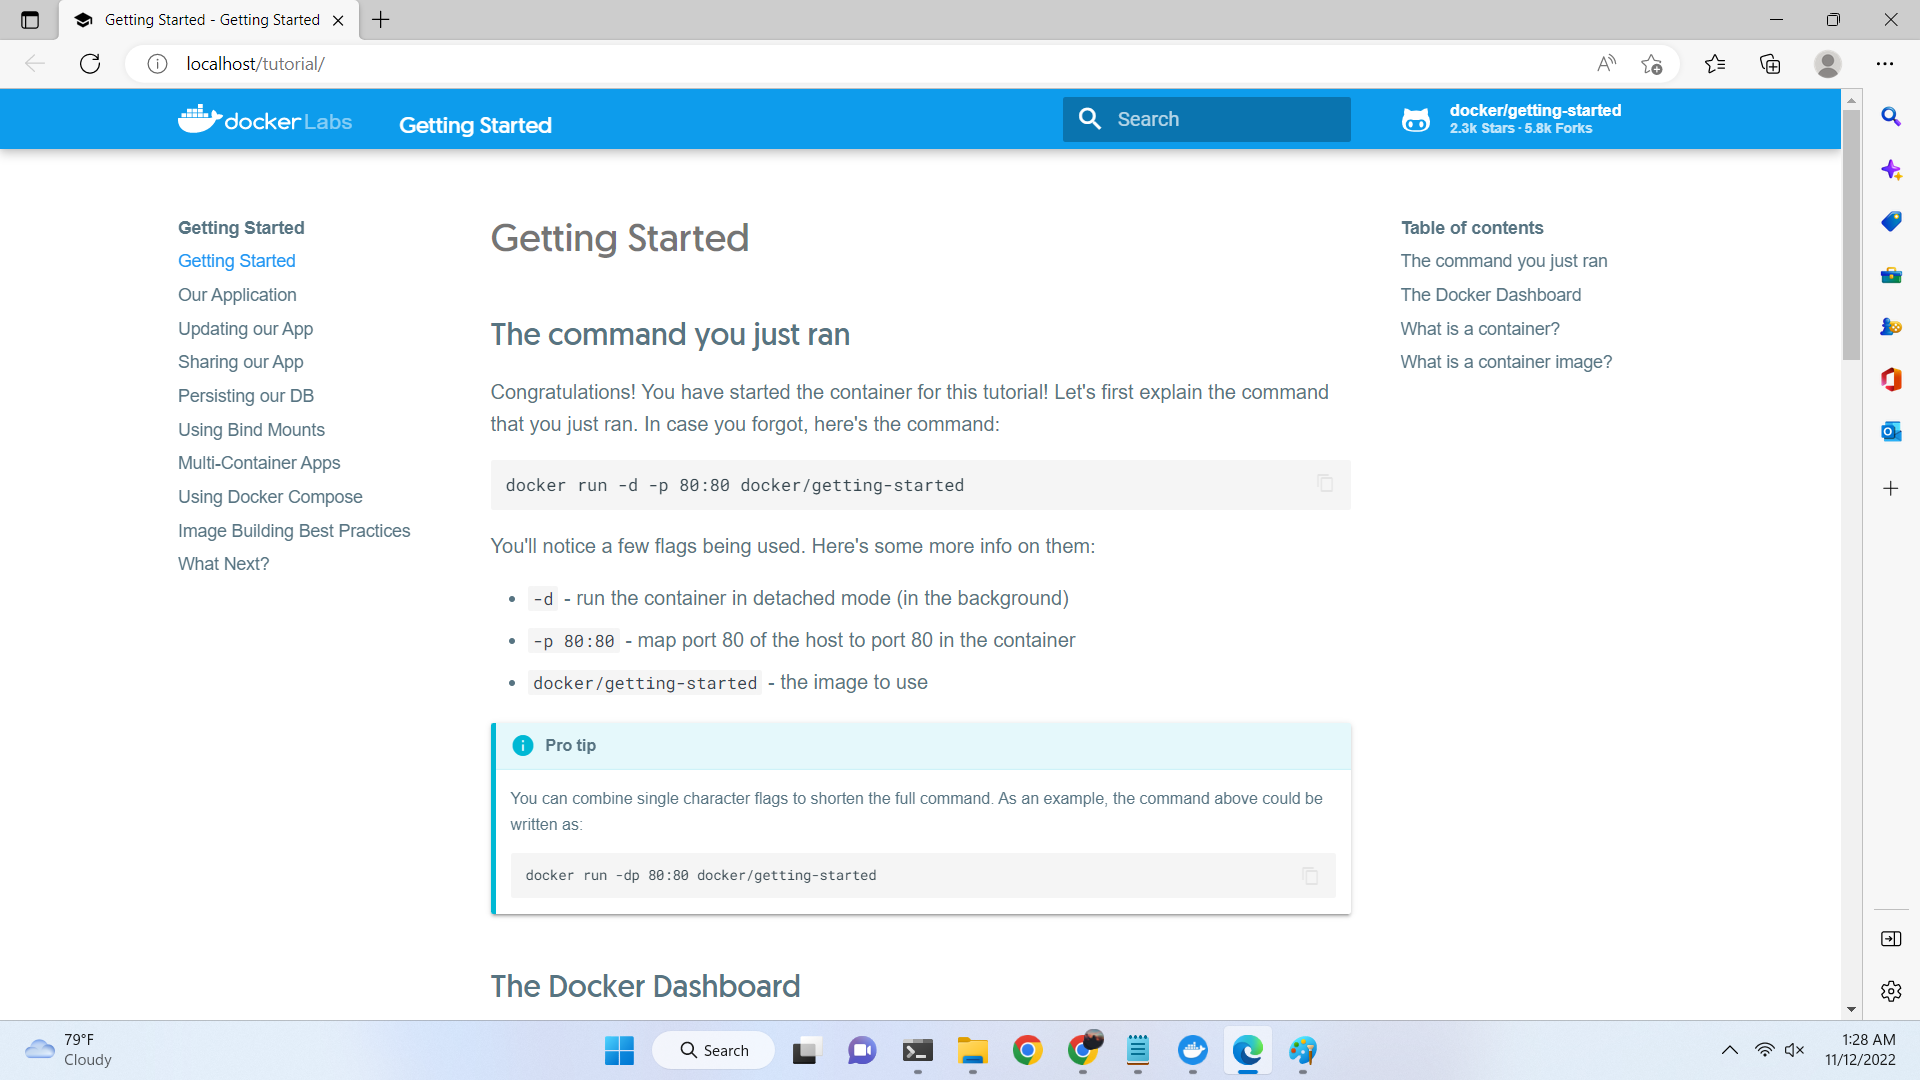 Getting Started - Getting Started
localhost/tutorial/
docker Labs
Getting Started
Search
docker/getting-started
2.3k Stars · 5.8k Forks
Getting Started
Getting Started
Our Application
Updating our App
Sharing our App
Persisting our DB
Using Bind Mounts
Multi-Container Apps
Using Docker Compose
Image Building Best Practices
What Next?
Getting Started
The command you just ran
Congratulations! You have started the container for this tutorial! Let's first explain the command
that you just ran. In case you forgot, here's the command:
docker run -d -p 80:80 docker/getting-started
You'll notice a few flags being used. Here's some more info on them:
• -d - run the container in detached mode (in the background)
• -p 80:80 - map port 80 of the host to port 80 in the container
• docker/getting-started - the image to use
Pro tip
You can combine single character flags to shorten the full command. As an example, the command above could be
written as:
docker run -dp 80:80 docker/getting-started
The Docker Dashboard
Table of contents
The command you just ran
The Docker Dashboard
What is a container?
What is a container image?
79°F
Cloudy
Search
1:28 AM
11/12/2022